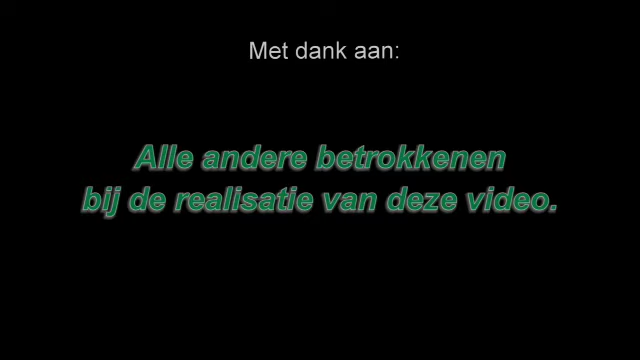 Met dank aan:
Alle andere betrokkenen
bij de realisatie van deze video.